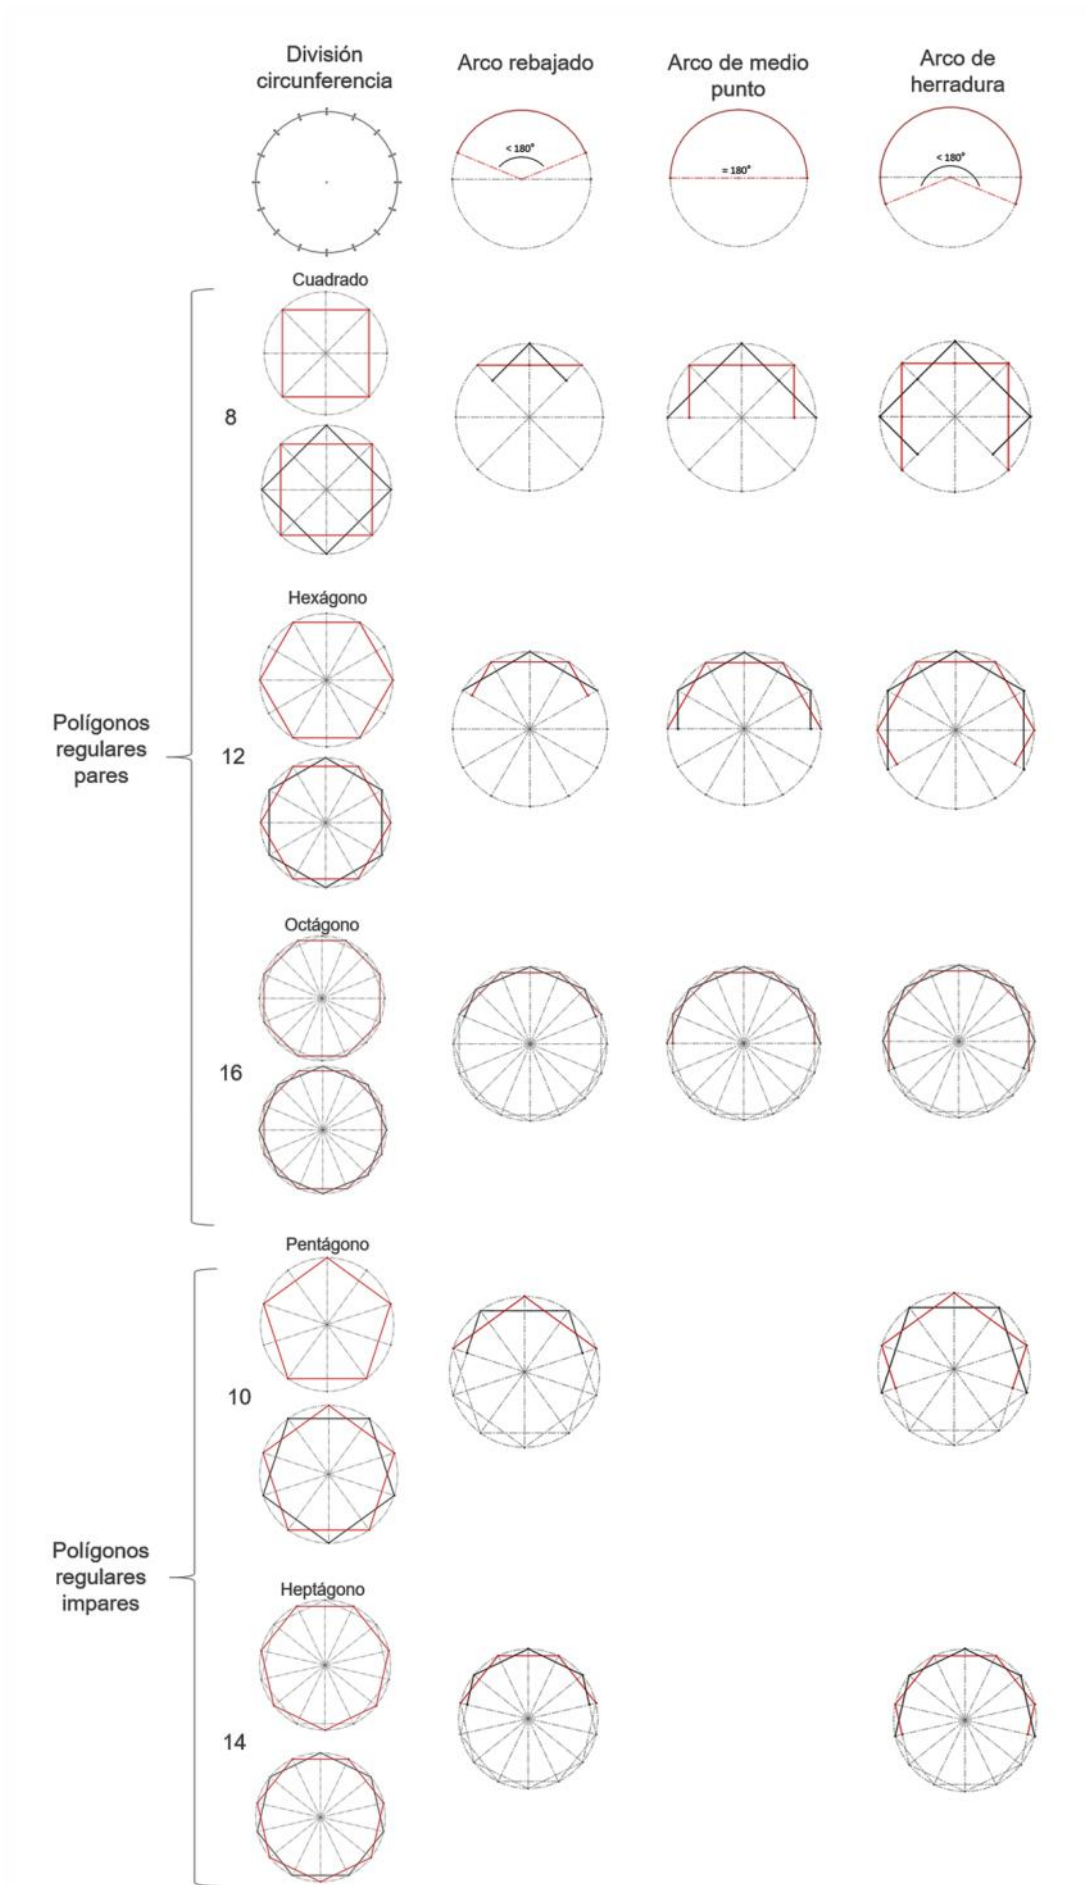 División
circunferencia
Arco rebajado
Arco de medio
punto
Arco de
herradura
< 180°
= 180°
< 180°
Cuadrado
8
Hexágono
Polígonos
regulares
pares
12
Octágono
16
Pentágono
10
Polígonos
regulares
impares
Heptágono
14